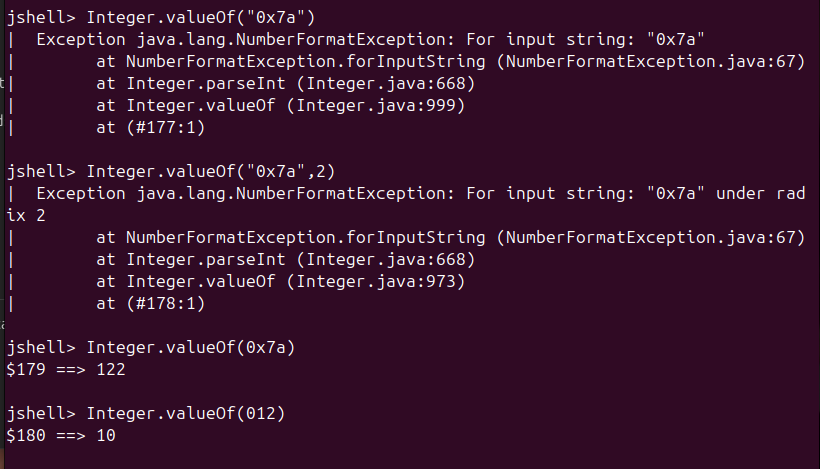 jshell> Integer.valueOf("0x7a")
|  Exception java.lang.NumberFormatException: For input string: "0x7a"
|        at NumberFormatException.forInputString (NumberFormatException.java:67)
|        at Integer.parseInt (Integer.java:668)
|        at Integer.valueOf (Integer.java:999)
|        at (#177:1)
jshell> Integer.valueOf("0x7a",2)
|  Exception java.lang.NumberFormatException: For input string: "0x7a" under rad
ix 2
|        at NumberFormatException.forInputString (NumberFormatException.java:67)
|        at Integer.parseInt (Integer.java:668)
|        at Integer.valueOf (Integer.java:973)
|        at (#178:1)
jshell> Integer.valueOf(0x7a)
$179 ==> 122
jshell> Integer.valueOf(012)
$180 ==> 10